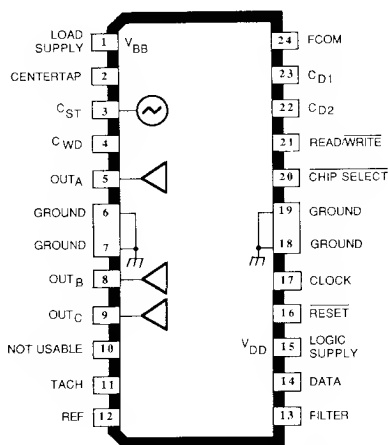 LOAD
SUPPLY
1
VBB
CENTERTAP
2
CST
3
CWD
4
OUTA
5
GROUND
6
GROUND
7
OUTB
8
OUTC
9
NOT USABLE
10
TACH
11
REF
12
24
FCOM
23
CD1
22
CD2
21
READ/WRITE
20
CHIP SELECT
19
GROUND
18
GROUND
17
CLOCK
16
RESET
VDD
15
LOGIC
SUPPLY
14
DATA
13
FILTER